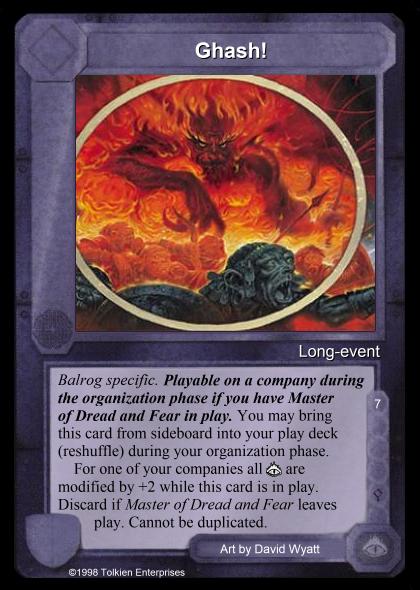 Ghash!
Long-event
Balrog specific. Playable on a company during
the organization phase if you have Master
of Dread and Fear in play. You may bring
this card from sideboard into your play deck
(reshuffle) during your organization phase.
For one of your companies all are
modified by +2 while this card is in play.
Discard if Master of Dread and Fear leaves
play. Cannot be duplicated.
7
Art by David Wyatt
©1998 Tolkien Enterprises